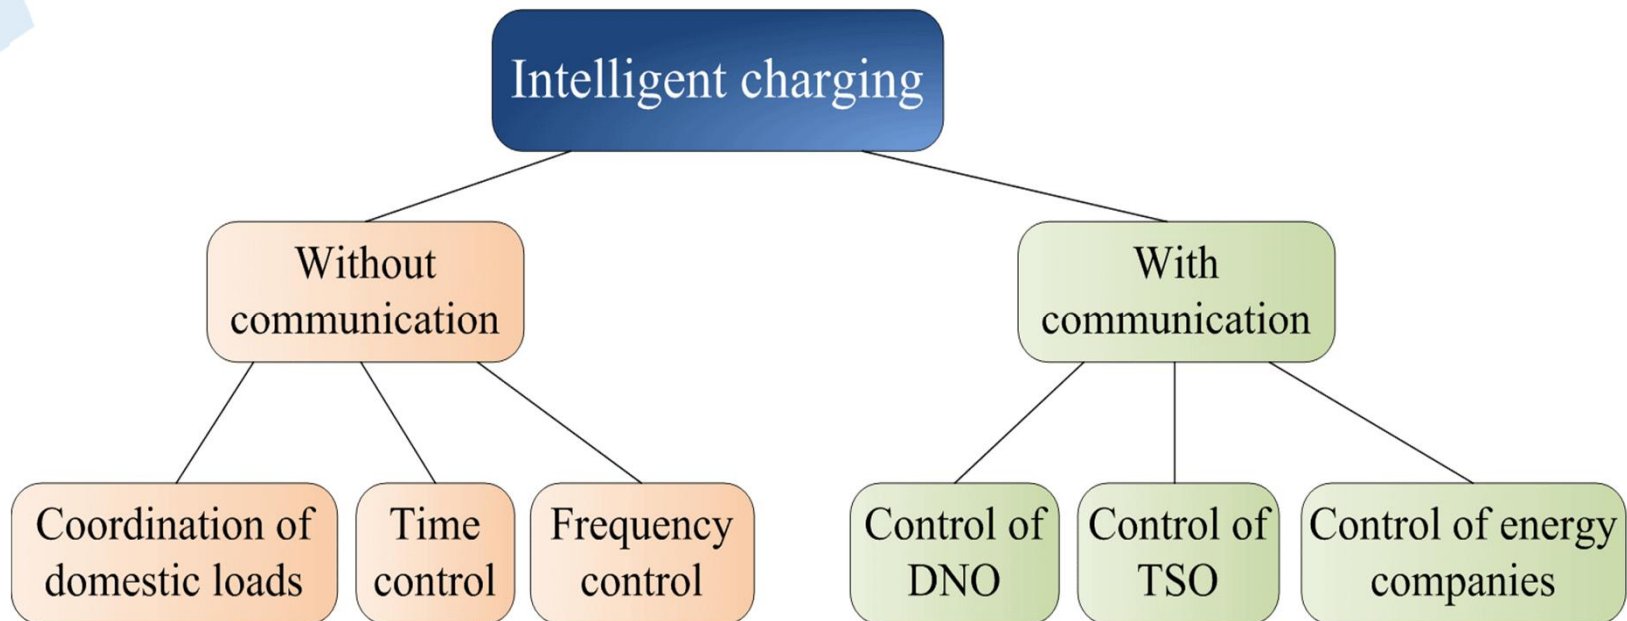 Intelligent charging
Without
communication
With
communication
Coordination of
domestic loads
Time
control
Frequency
control
Control of
DNO
Control of
TSO
Control of energy
companies